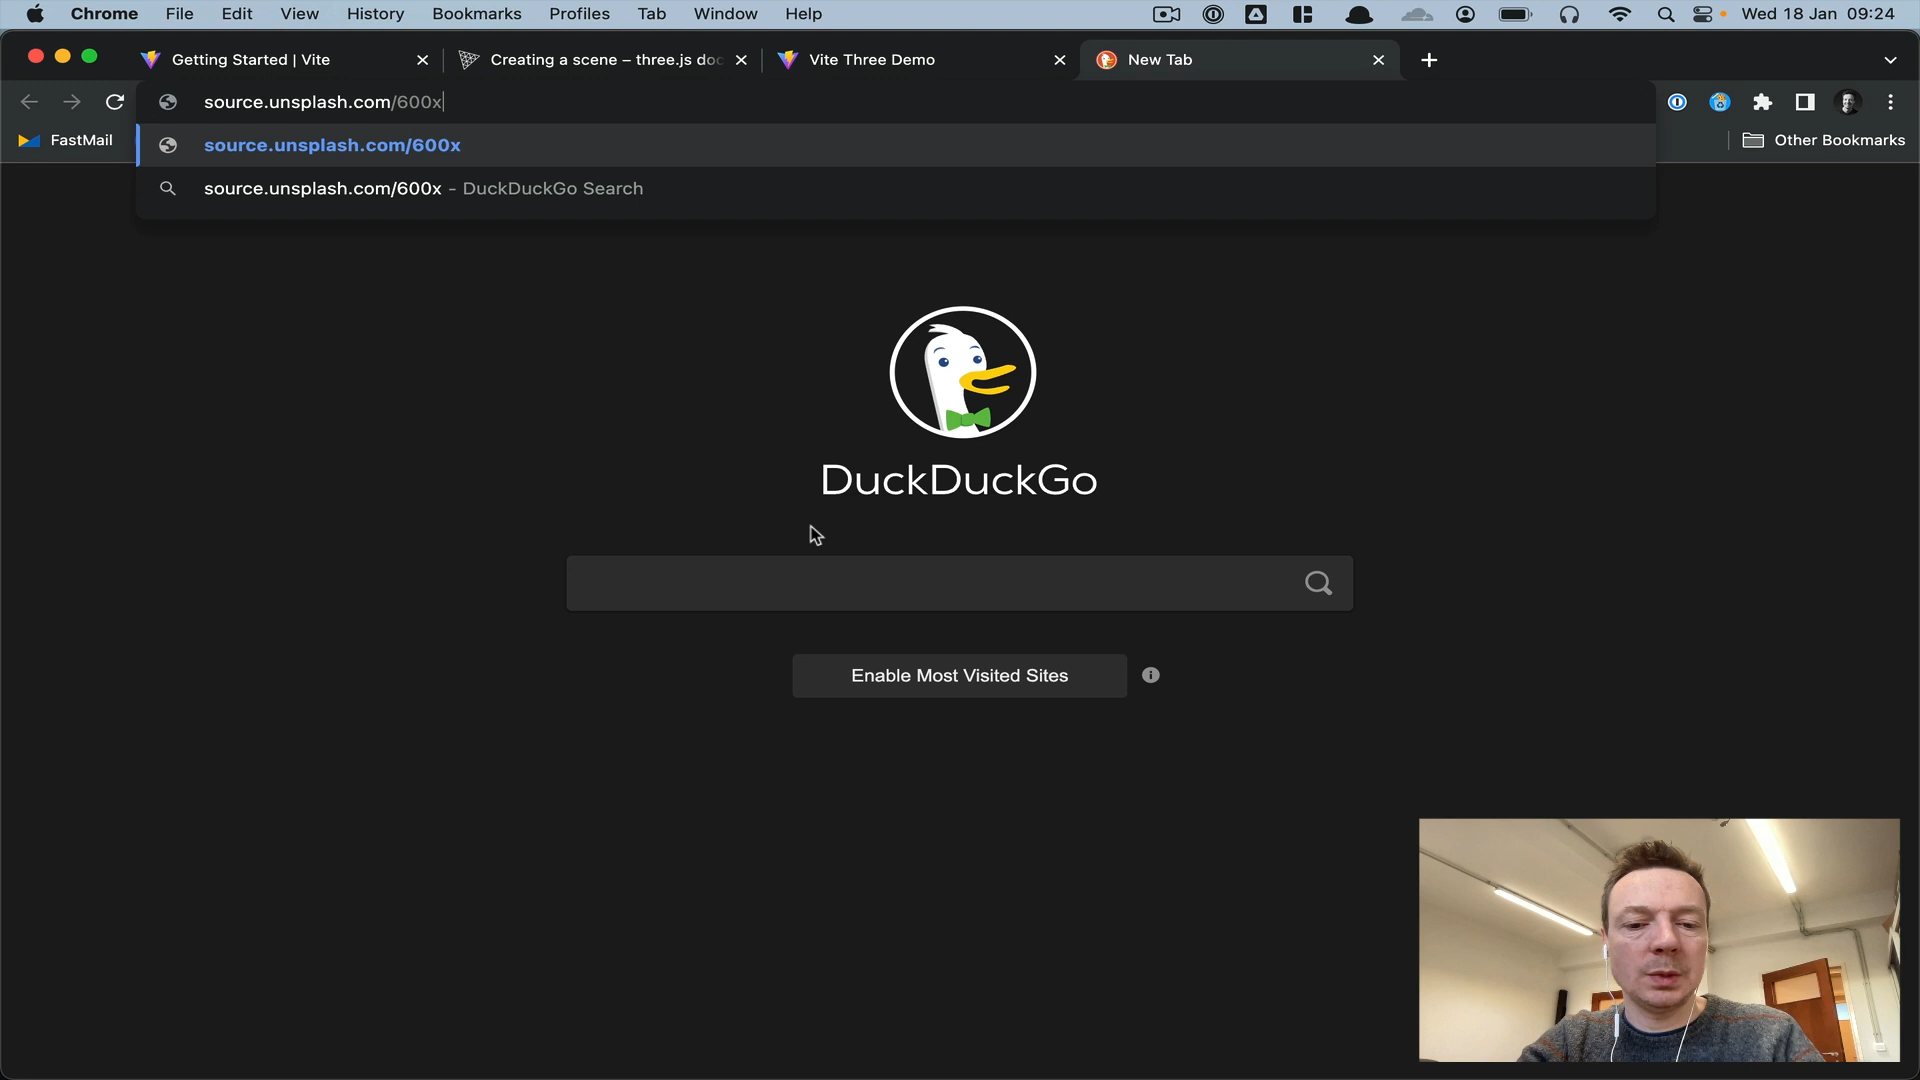 Chrome File Edit View History Bookmarks Profiles Tab Window Help Wed 18 Jan 09:24
Getting Started | Vite Creating a scene – three.js doc Vite Three Demo New Tab
source.unsplash.com/600x
FastMail Other Bookmarks
source.unsplash.com/600x
source.unsplash.com/600x - DuckDuckGo Search
DuckDuckGo
Enable Most Visited Sites